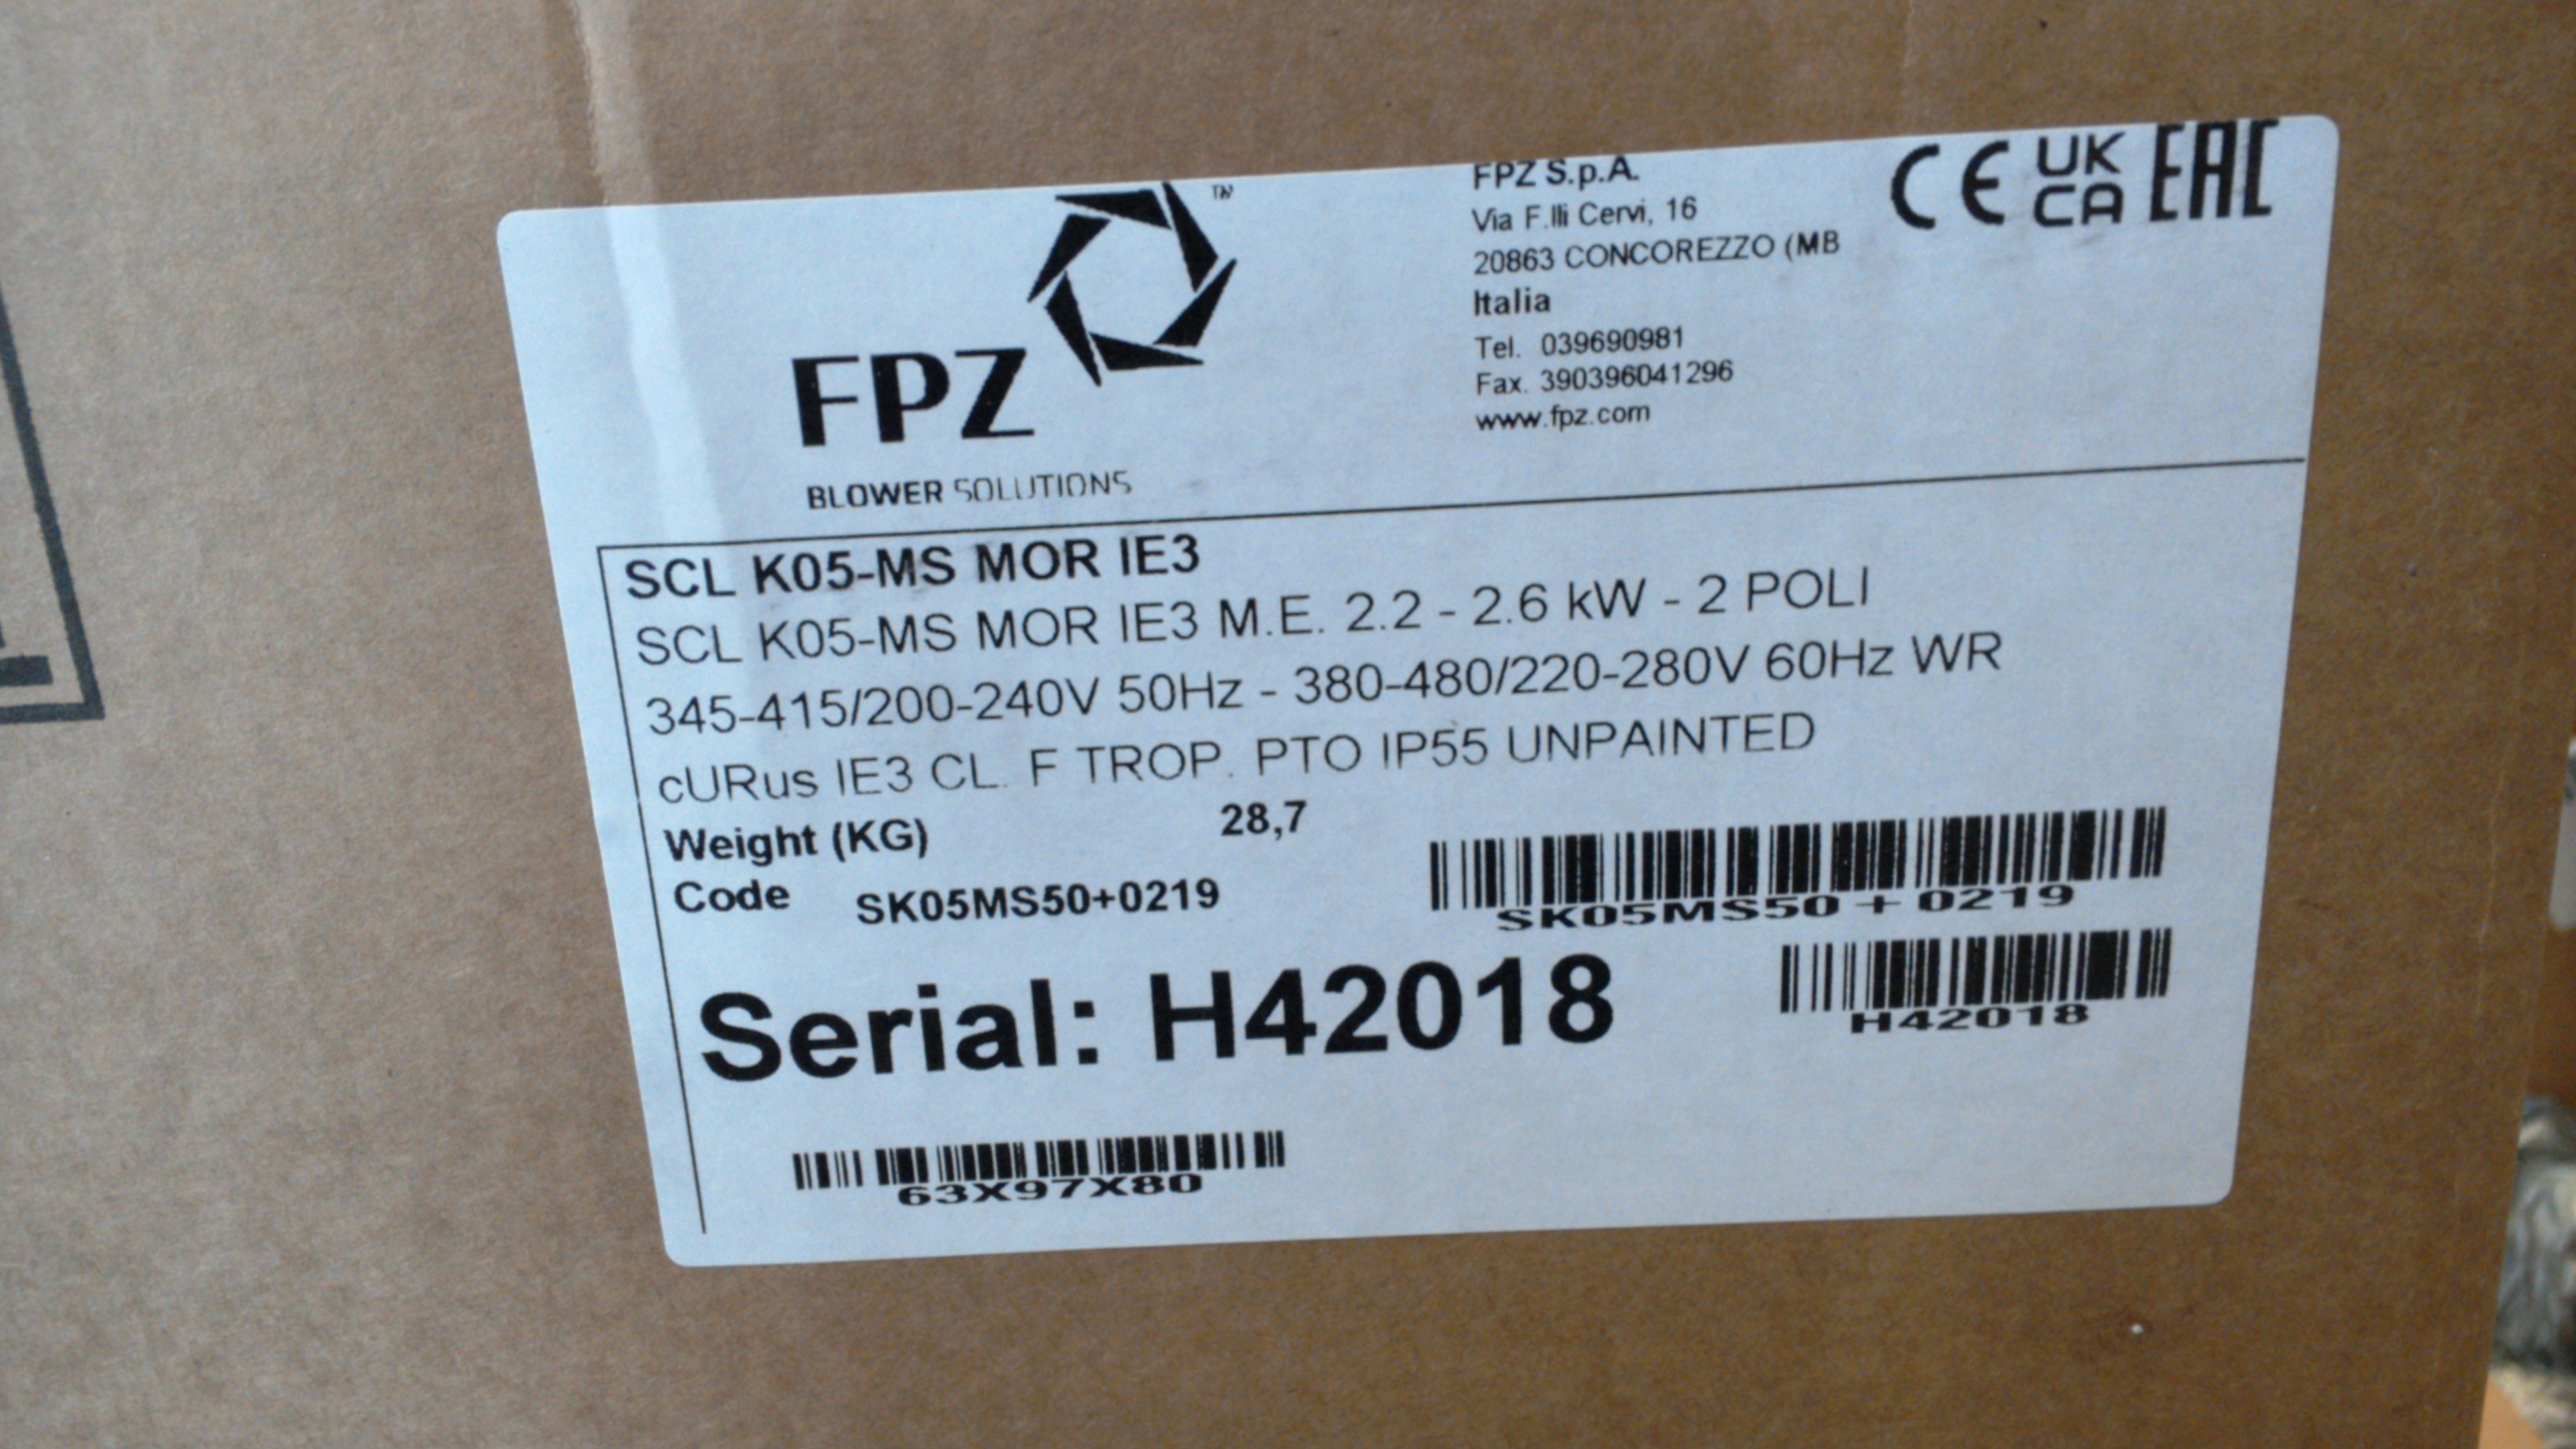 TM
FPZ
BLOWER SOLUTIONS
FPZ S.p.A.
Via F.lli Cervi, 16
20863 CONCOREZZO (MB
Italia
Tel. 039690981
Fax. 390396041296
www.fpz.com
CE UK CA EAC
SCL K05-MS MOR IE3
SCL K05-MS MOR IE3 M.E. 2.2 - 2.6 kW - 2 POLI
345-415/200-240V 50Hz - 380-480/220-280V 60Hz WR
cURus IE3 CL. F TROP. PTO IP55 UNPAINTED
Weight (KG) 28,7
Code SK05MS50+0219
SK05MS50+0219
Serial: H42018
H42018
63X97X80